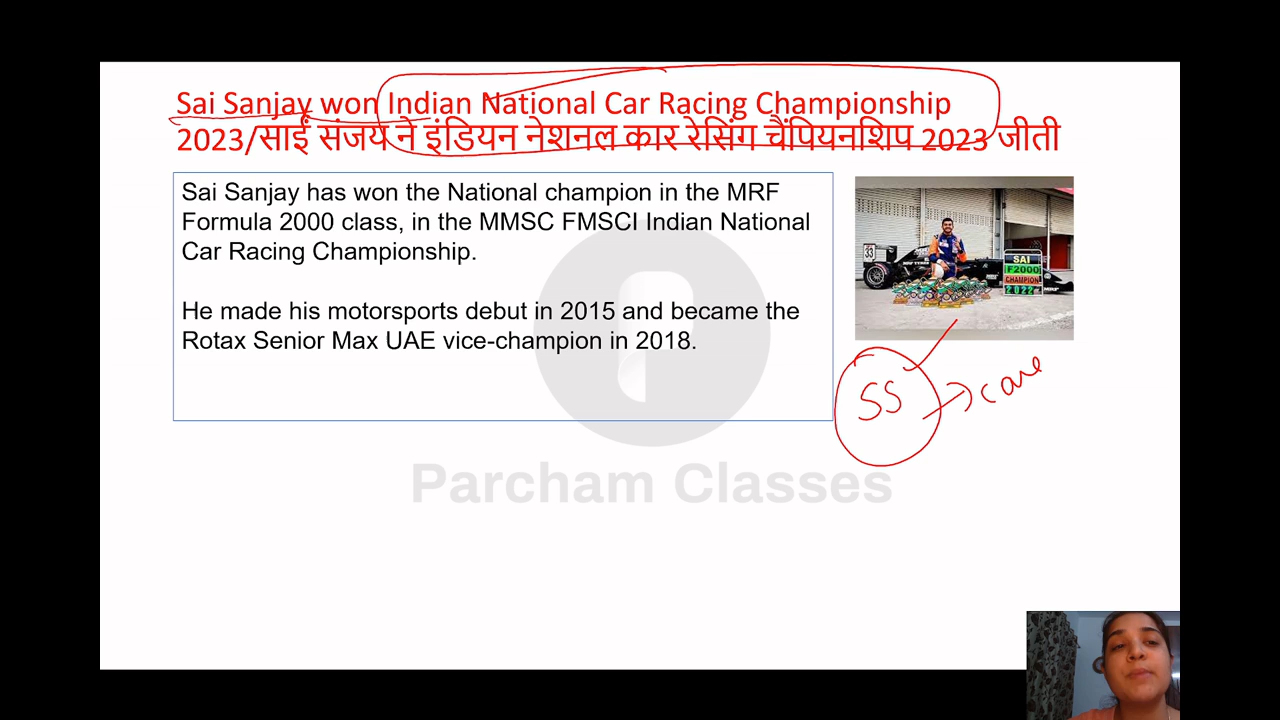 Sai Sanjay won Indian National Car Racing Championship
2023/साईं संजय ने इंडियन नेशनल कार रेसिंग चैंपियनशिप 2023 जीती
Sai Sanjay has won the National champion in the MRF
Formula 2000 class, in the MMSC FMSCI Indian National
Car Racing Championship.
He made his motorsports debut in 2015 and became the
Rotax Senior Max UAE vice-champion in 2018.
33
SAI
F2000
CHAMPION
2022
SS
Parcham Classes